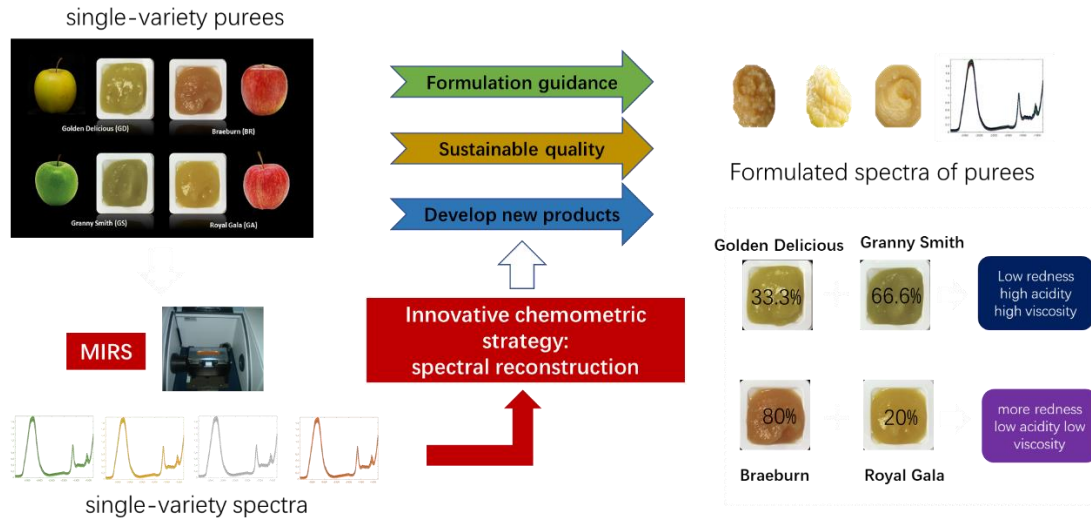 single-variety purees
Golden Delicious (GD)
Braeburn (BR)
Granny Smith (GS)
Royal Gala (GA)
MIRS
single-variety spectra
Formulation guidance
Sustainable quality
Develop new products
Innovative chemometric
strategy:
spectral reconstruction
Formulated spectra of purees
Golden Delicious
Granny Smith
33.3%
66.6%
Low redness
high acidity
high viscosity
80%
20%
more redness
low acidity low
viscosity
Braeburn
Royal Gala